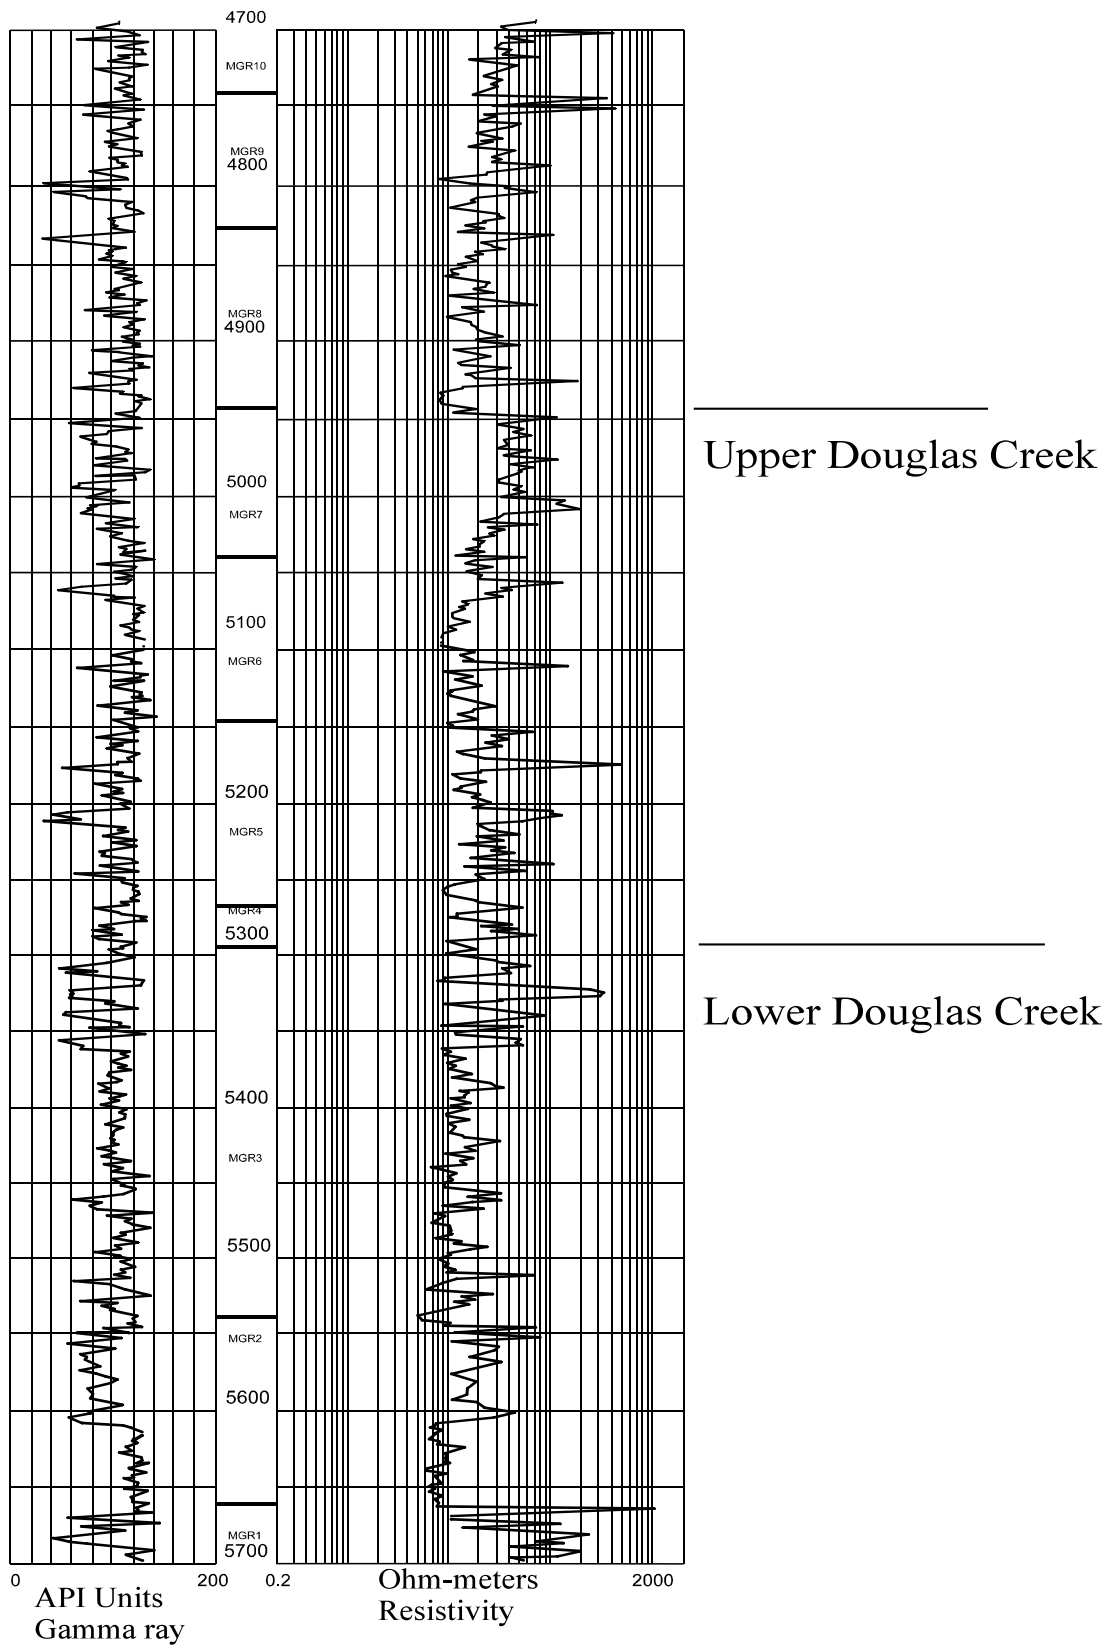 4700
MGR10
MGR9
4800
MGR8
4900
Upper Douglas Creek
5000
MGR7
5100
MGR6
5200
MGR5
MGR4
5300
Lower Douglas Creek
5400
MGR3
5500
MGR2
5600
MGR1
5700
0 200 0.2 Ohm-meters 2000
API Units Resistivity
Gamma ray